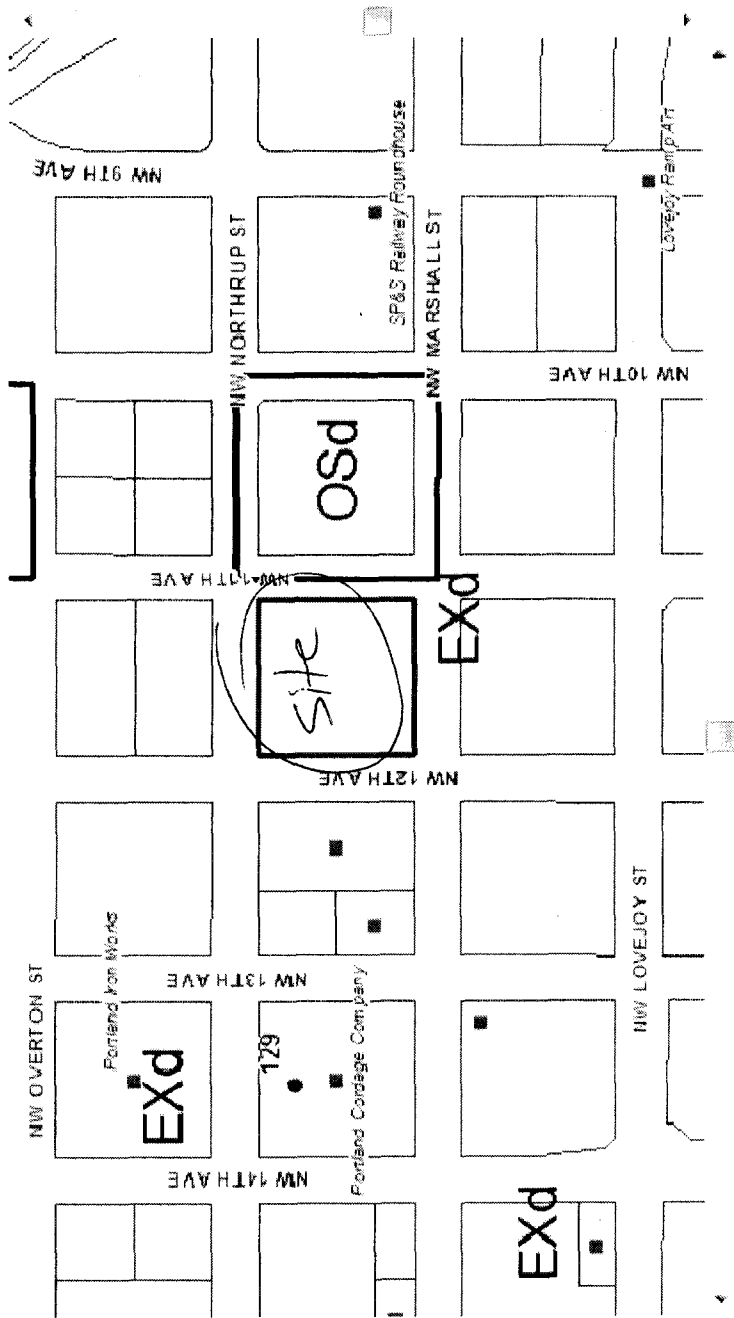 NW 9TH AVE
NW NORTHRUP ST
SP&S Railway Roundhouse
NW MARSHALL ST
Lovejoy Ramp Art
NW 10TH AVE
OSd
NW 11TH AVE
Site
EXd
NW 12TH AVE
NW OVERTON ST
Portland Iron Works
NW 13TH AVE
NW LOVEJOY ST
EXd
129
Portland Cordage Company
NW 14TH AVE
EXd